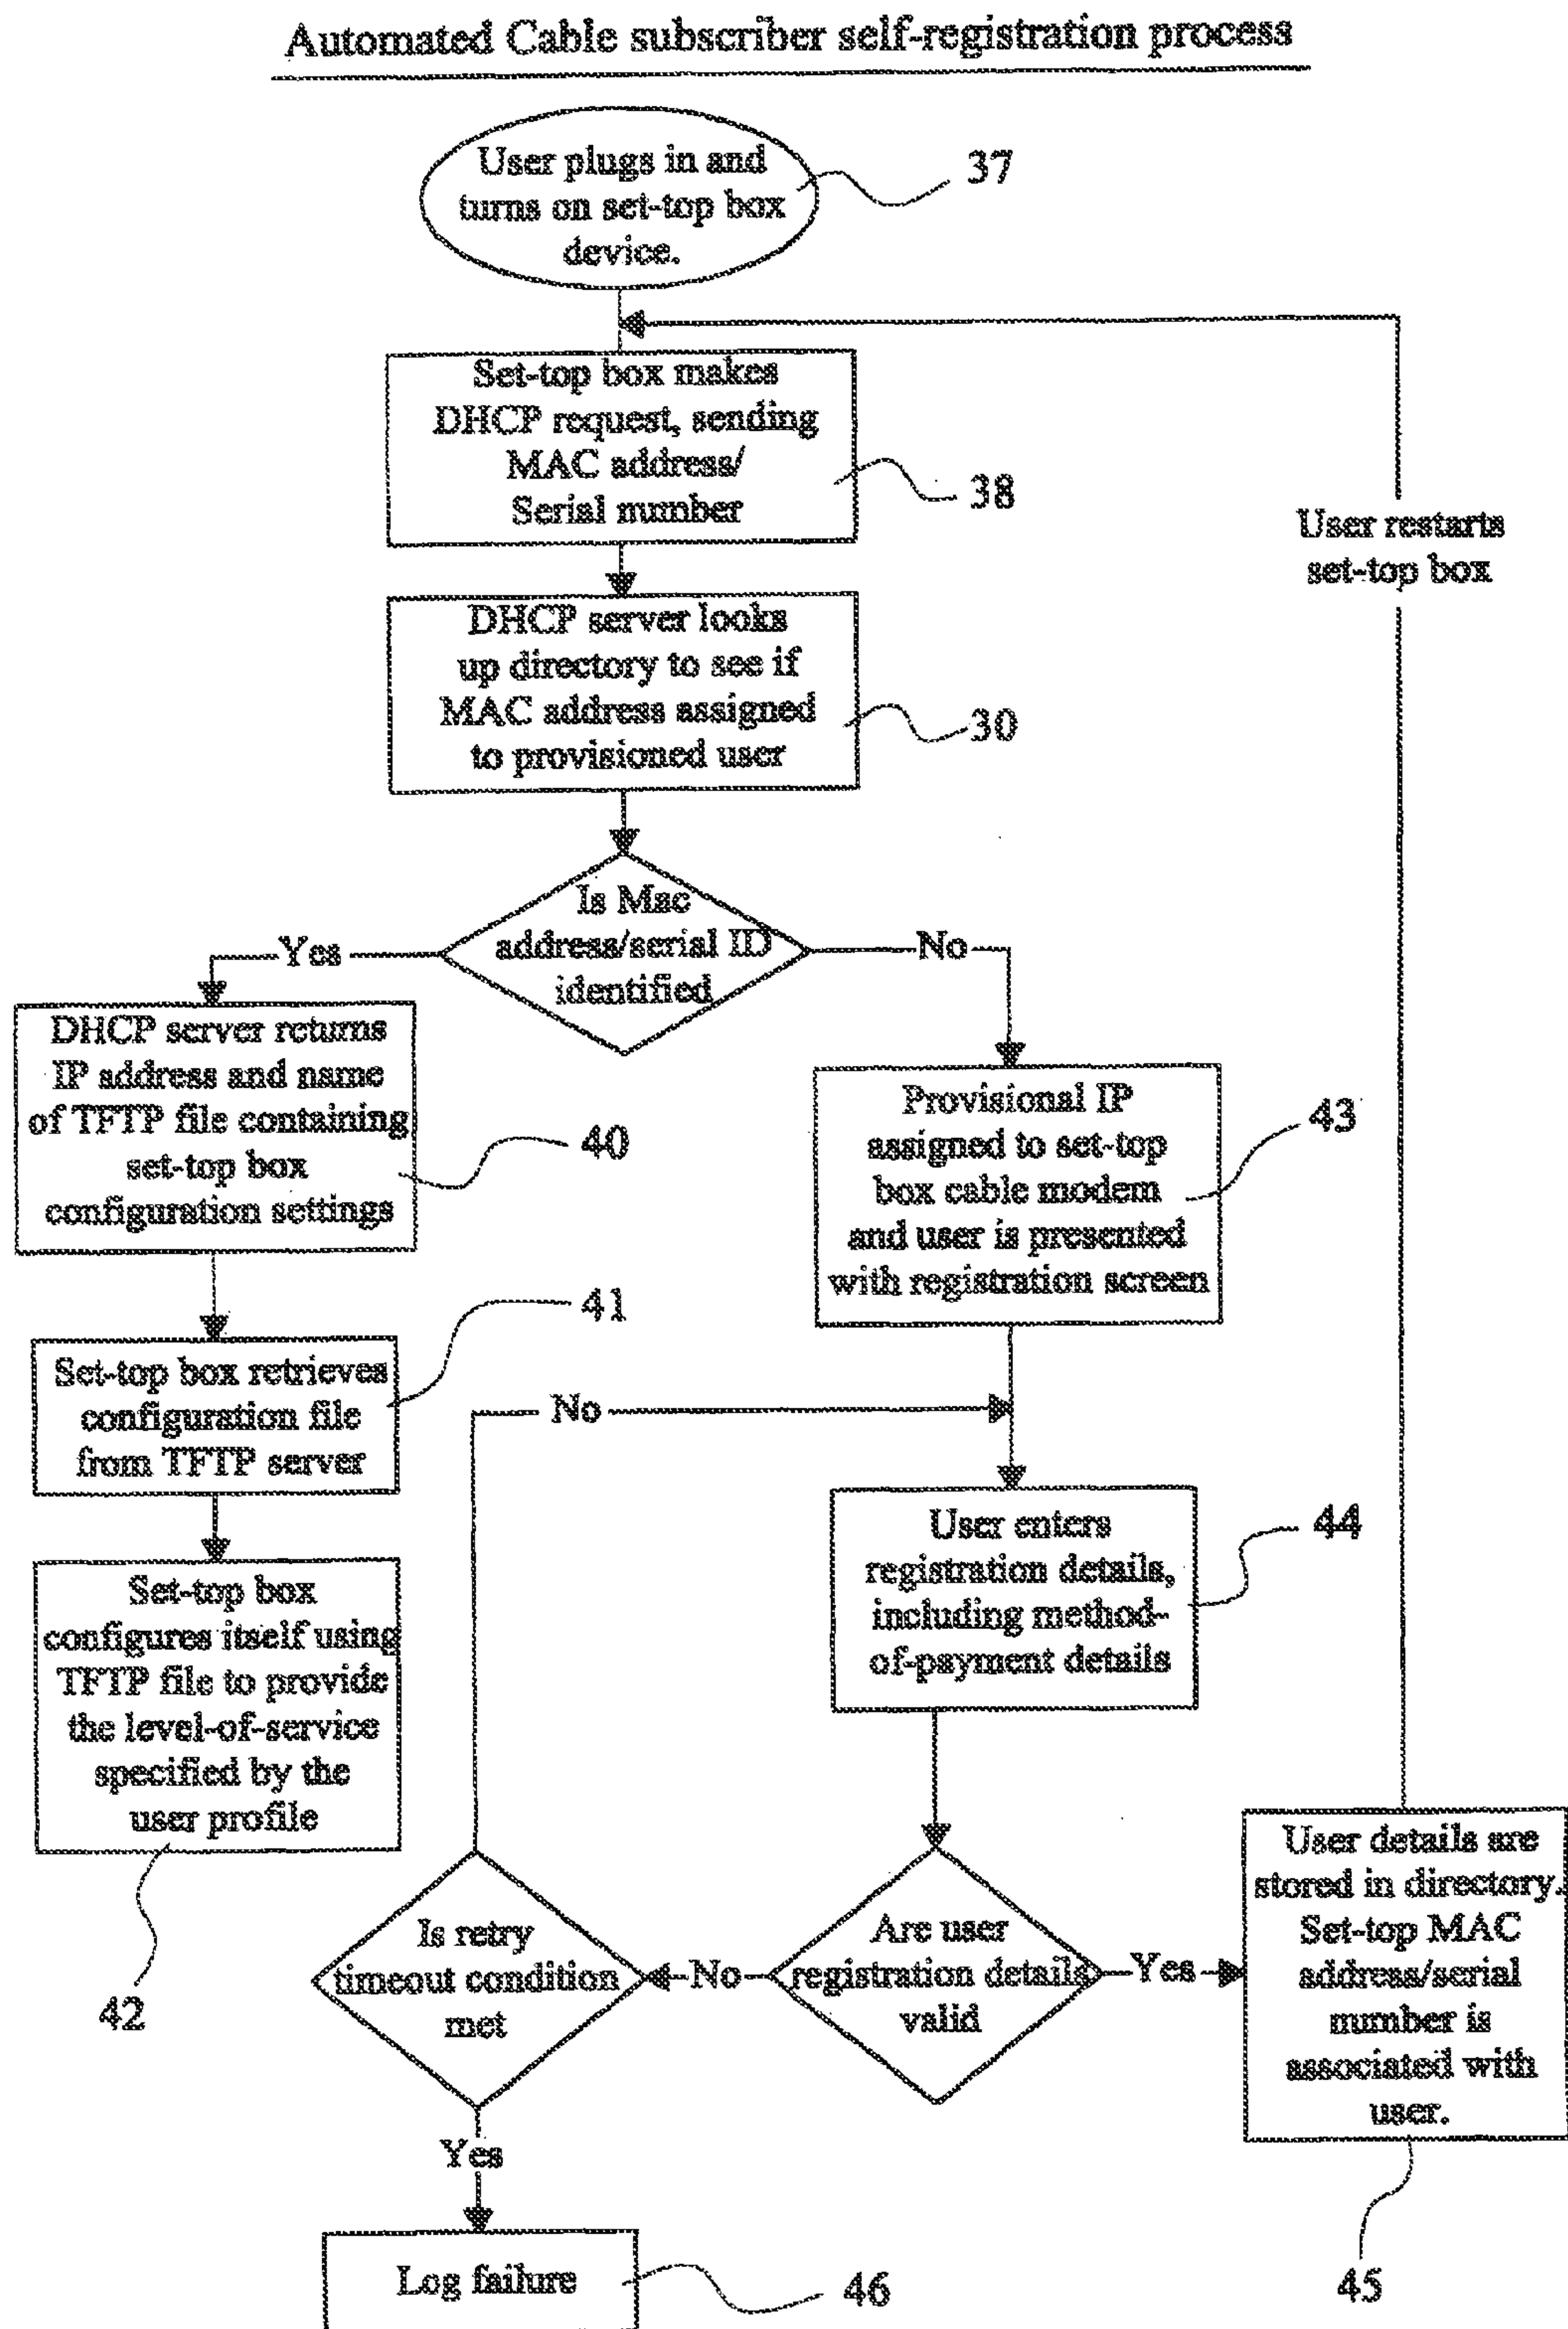 Automated Cable subscriber self-registration process
User plugs in and
turns on set-top box
device.
37
Set-top box makes
DHCP request, sending
MAC address/
Serial number
38
User restarts
set-top box
DHCP server looks
up directory to see if
MAC address assigned
to provisioned user
30
Is Mac
address/serial ID
identified
Yes
No
DHCP server returns
IP address and name
of TFTP file containing
set-top box
configuration settings
40
Provisional IP
assigned to set-top
box cable modem
and user is presented
with registration screen
43
Set-top box retrieves
configuration file
from TFTP server
41
No
User enters
registration details,
including method-
of-payment details
44
Set-top box
configures itself using
TFTP file to provide
the level-of-service
specified by the
user profile
42
Is retry
timeout condition
met
No
Are user
registration details
valid
Yes
User details are
stored in directory.
Set-top MAC
address/serial
number is
associated with
user.
45
Yes
Log failure
46